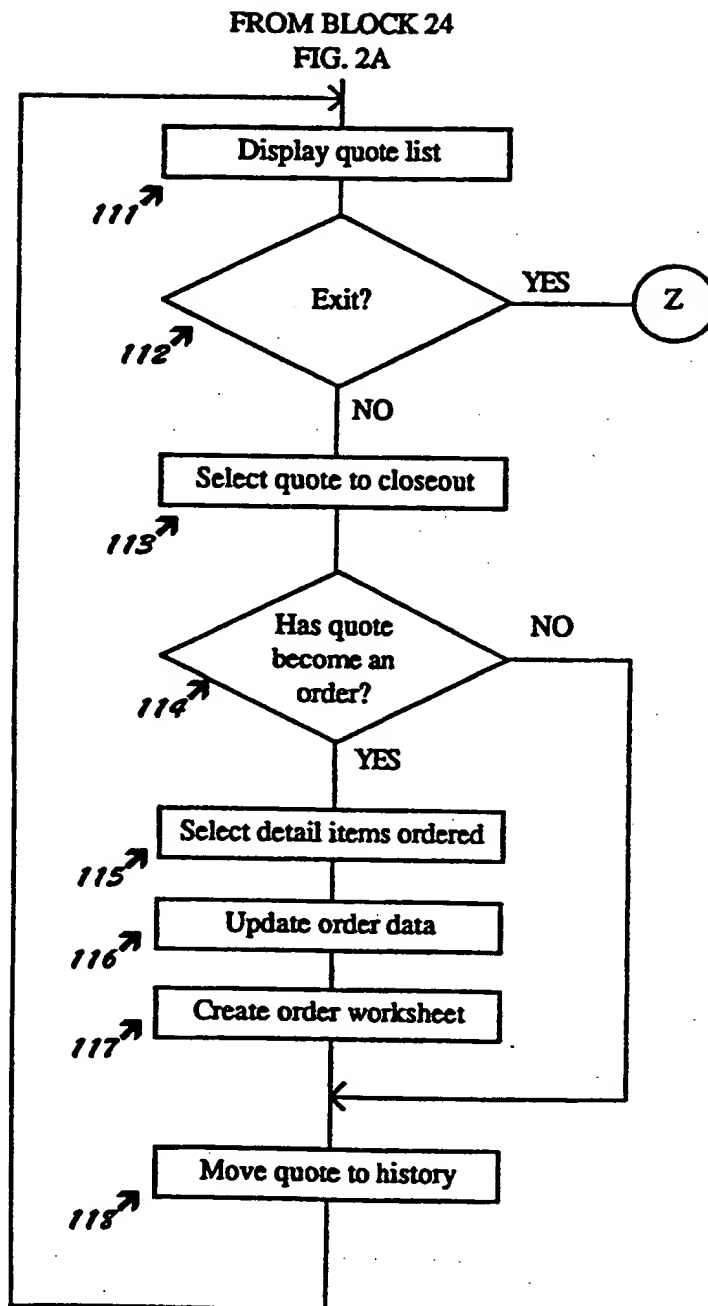 FROM BLOCK 24
FIG. 2A
Display quote list
111
Exit?
YES
Z
112
NO
Select quote to closeout
113
Has quote
become an
order?
NO
114
YES
Select detail items ordered
115
Update order data
116
Create order worksheet
117
Move quote to history
118